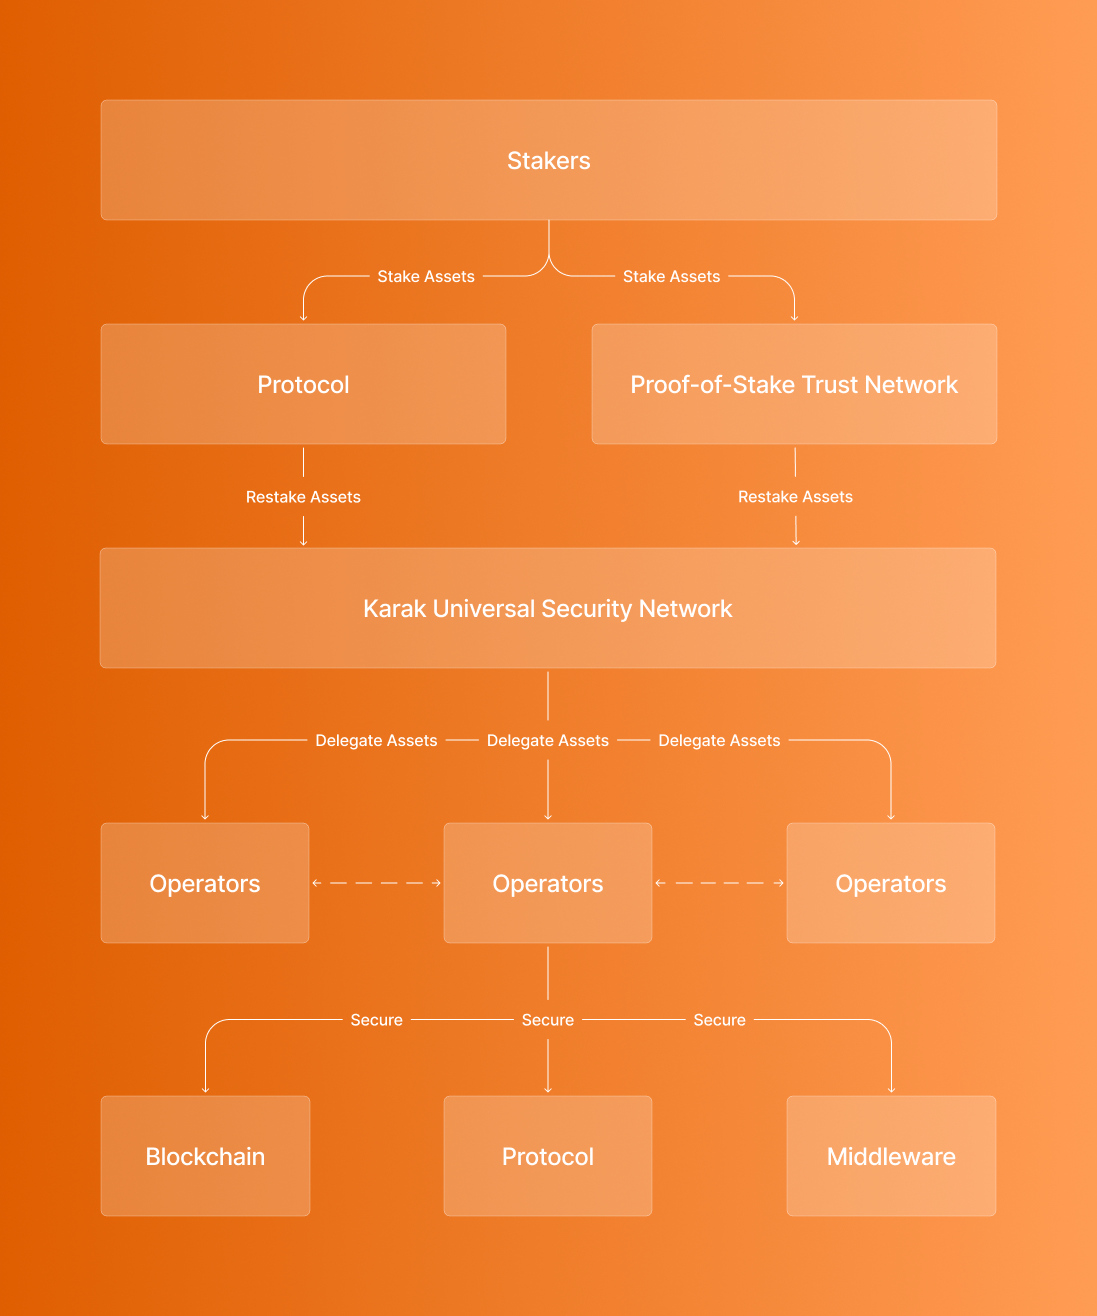 Stakers
Stake Assets
Stake Assets
Protocol
Proof-of-Stake Trust Network
Restake Assets
Restake Assets
Karak Universal Security Network
Delegate Assets
Delegate Assets
Delegate Assets
Operators
Operators
Operators
Secure
Secure
Secure
Blockchain
Protocol
Middleware